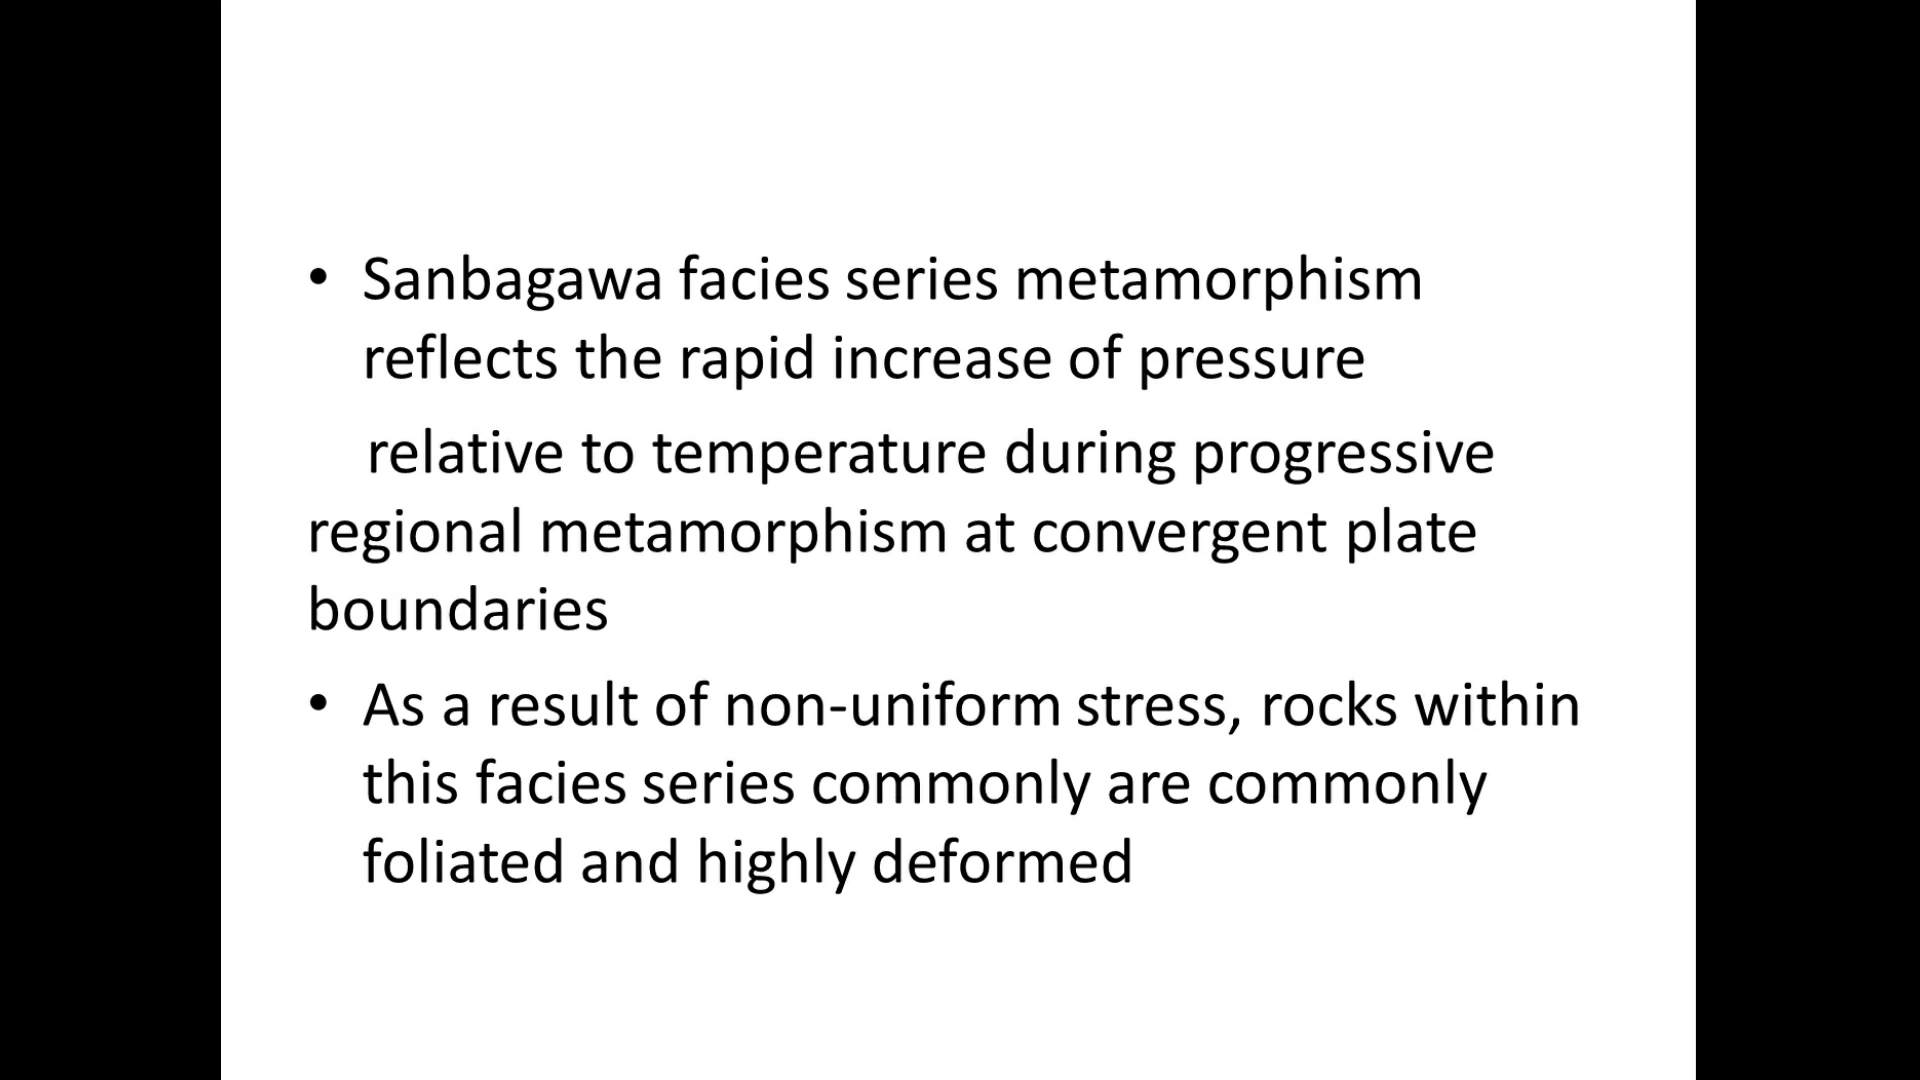 • Sanbagawa facies series metamorphism
reflects the rapid increase of pressure
relative to temperature during progressive
regional metamorphism at convergent plate
boundaries
• As a result of non-uniform stress, rocks within
this facies series commonly are commonly
foliated and highly deformed